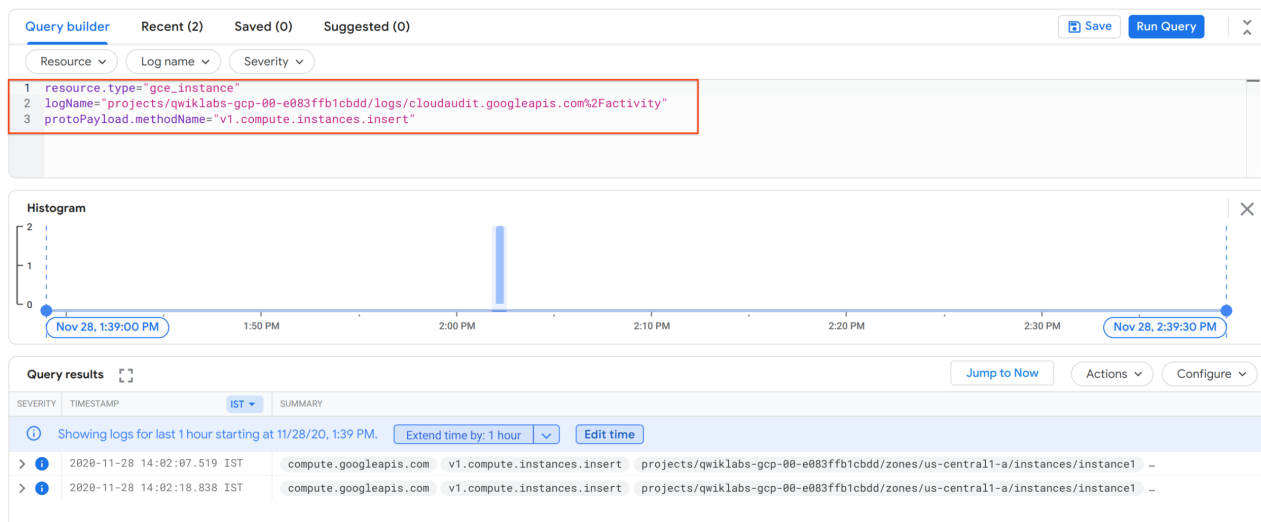 Query builder Recent (2) Saved (0) Suggested (0) Save Run Query
Resource Log name Severity
1 resource.type="gce_instance"
2 logName="projects/qwiklabs-gcp-00-e083ffb1cbdd/logs/cloudaudit.googleapis.com%2Factivity"
3 protoPayload.methodName="v1.compute.instances.insert"
Histogram
2
1
0
Nov 28, 1:39:00 PM 1:50 PM 2:00 PM 2:10 PM 2:20 PM 2:30 PM Nov 28, 2:39:30 PM
Query results Jump to Now Actions Configure
SEVERITY TIMESTAMP IST SUMMARY
Showing logs for last 1 hour starting at 11/28/20, 1:39 PM. Extend time by: 1 hour Edit time
2020-11-28 14:02:07.519 IST compute.googleapis.com v1.compute.instances.insert projects/qwiklabs-gcp-00-e083ffb1cbdd/zones/us-central1-a/instances/instance1 …
2020-11-28 14:02:18.838 IST compute.googleapis.com v1.compute.instances.insert projects/qwiklabs-gcp-00-e083ffb1cbdd/zones/us-central1-a/instances/instance1 …